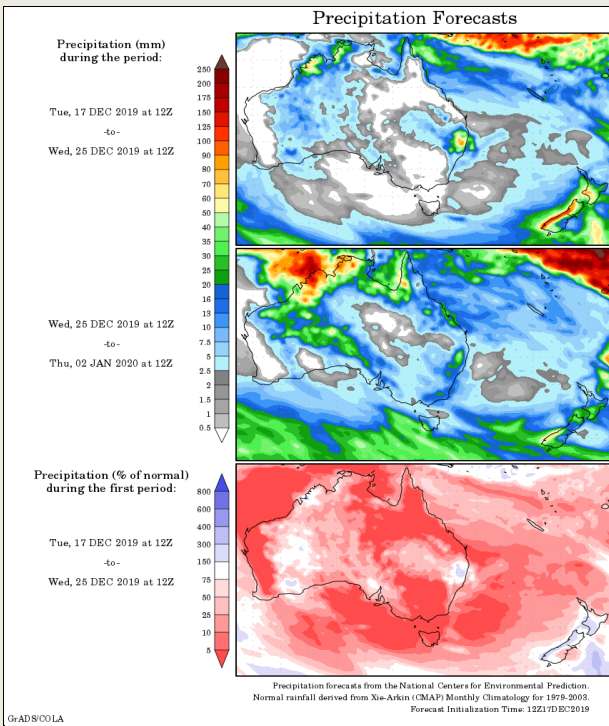 Precipitation Forecasts
Precipitation (mm)
during the period:
Tue, 17 DEC 2019 at 12Z
-to-
Wed, 25 DEC 2019 at 12Z
250
200
175
150
125
100
90
80
70
60
50
40
35
30
25
20
16
13
10
7.5
5
2.5
2
1.5
1
0.5
Wed, 25 DEC 2019 at 12Z
-to-
Thu, 02 JAN 2020 at 12Z
Precipitation (% of normal)
during the first period:
Tue, 17 DEC 2019 at 12Z
-to-
Wed, 25 DEC 2019 at 12Z
800
600
400
300
150
75
50
25
10
5
Precipitation forecasts from the National Centers for Environmental Prediction.
Normal rainfall derived from Xie-Arkin (CMAP) Monthly Climatology for 1979-2003.
Forecast Initialization Time: 12Z17DEC2019
GrADS/COLA